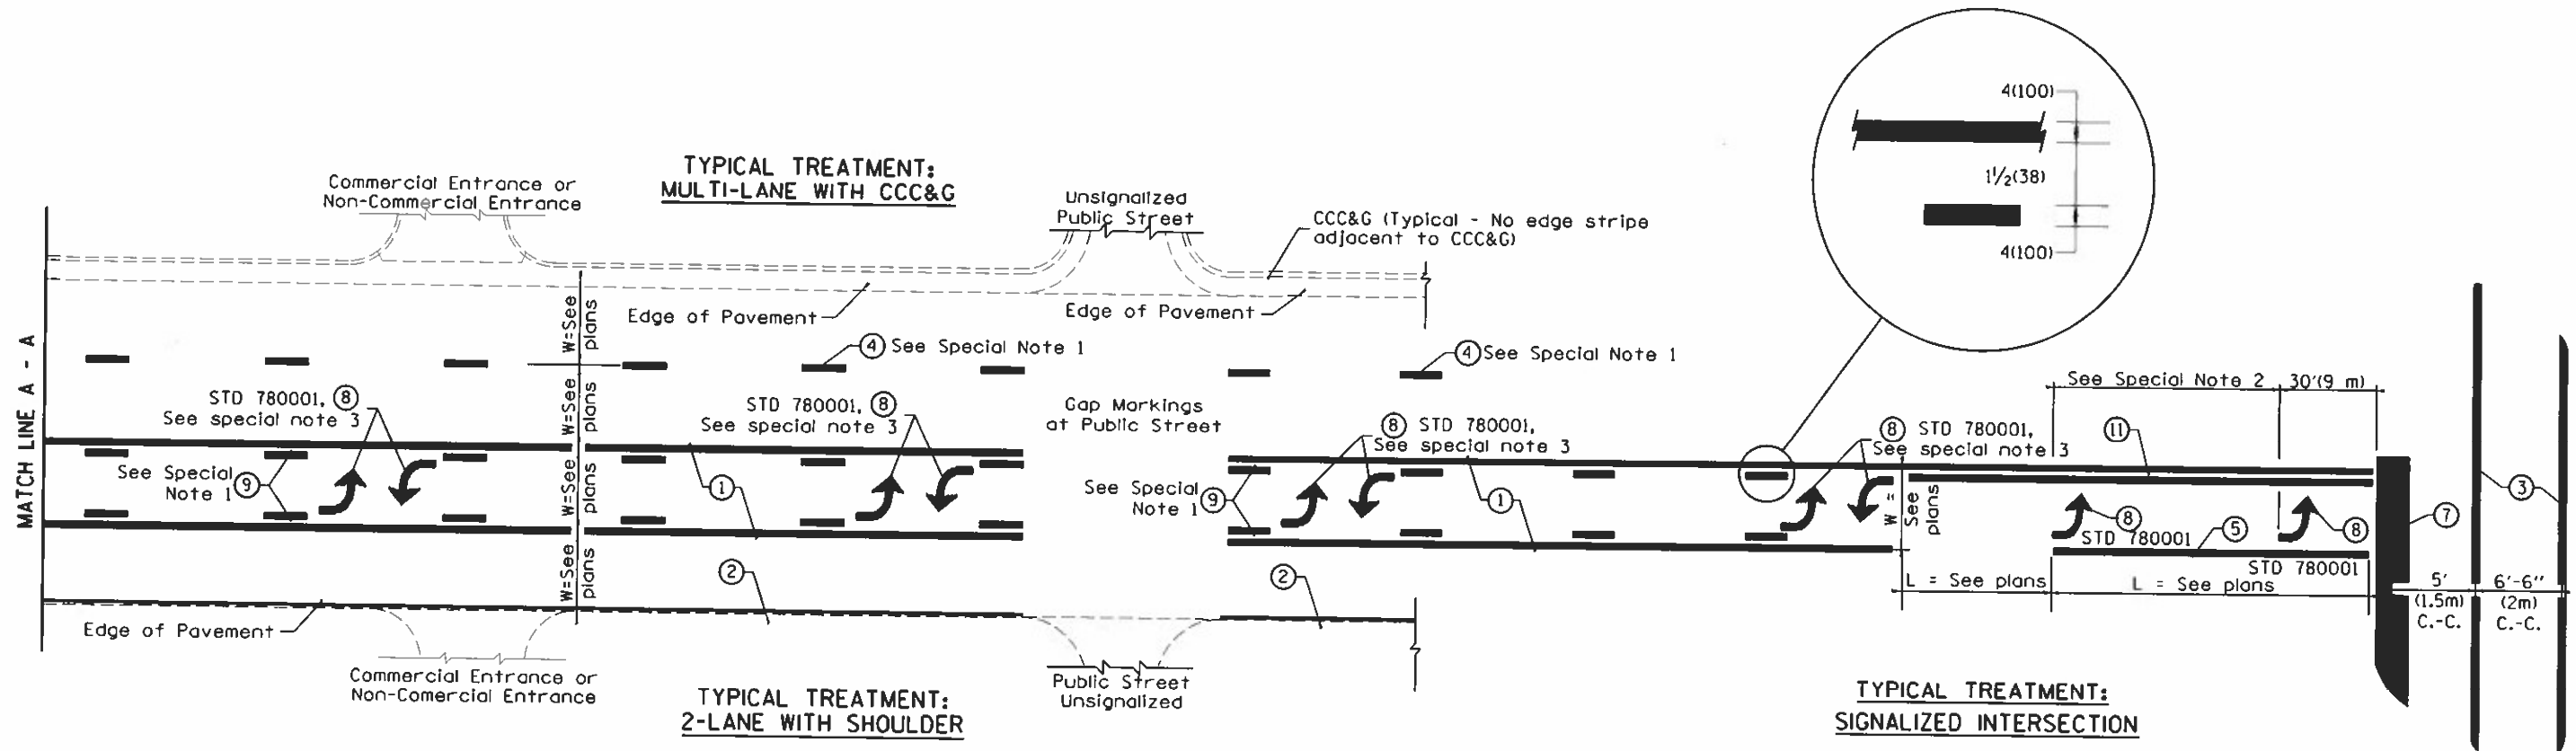 TYPICAL TREATMENT:
MULTI-LANE WITH CCC&G
Commercial Entrance or
Non-Commercial Entrance
Unsignalized
Public Street
CCC&G (Typical - No edge stripe
adjacent to CCC&G)
4(100)
1½(38)
4(100)
MATCH LINE A - A
W=See
plans
Edge of Pavement
Edge of Pavement
4 See Special Note 1
4 See Special Note 1
W=See
plans
STD 780001, 8
See special note 3
STD 780001, 8
See special note 3
Gap Markings
at Public Street
8 STD 780001,
See special note 3
8 STD 780001,
See special note 3
See Special Note 2
30'(9 m)
11
See Special
Note 1 9
W=See
plans
1
See Special
Note 1 9
1
W =
See
plans
8
STD 780001
5
8
STD 780001
7
3
W=See
plans
2
2
L = See plans
L = See plans
5'
(1.5m)
C.-C.
6'-6"
(2m)
C.-C.
Edge of Pavement
Commercial Entrance or
Non-Comercial Entrance
Public Street
Unsignalized
TYPICAL TREATMENT:
2-LANE WITH SHOULDER
TYPICAL TREATMENT:
SIGNALIZED INTERSECTION